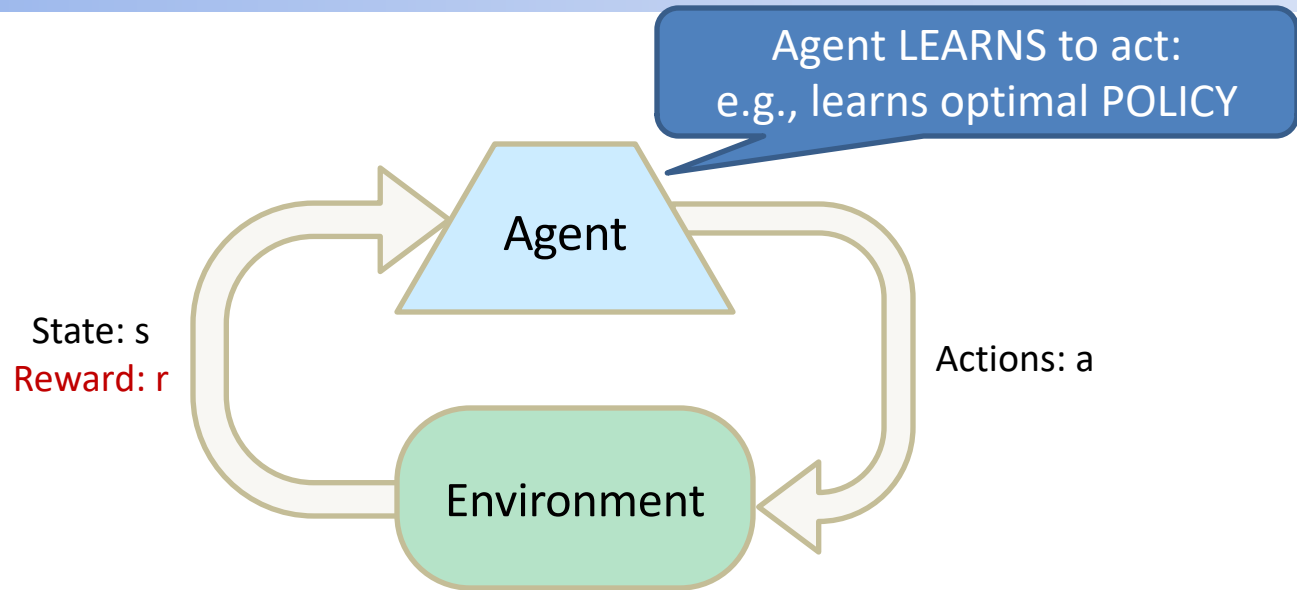 Agent LEARNS to act:
e.g., learns optimal POLICY
Agent
State: s
Reward: r
Actions: a
Environment